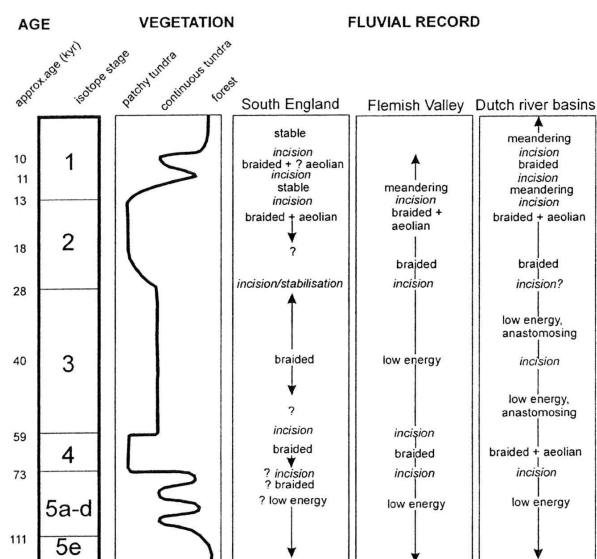 AGE
VEGETATION
FLUVIAL RECORD
approx.age (kyr)
isotope stage
patchy tundra
continuous tundra
forest
South England
Flemish Valley
Dutch river basins
10
11
13
18
28
40
59
73
111
1
2
3
4
5a-d
5e
stable
incision
braided + ? aeolian
incision
stable
incision
braided + aeolian
?
incision/stabilisation
braided
?
incision
braided
? incision
? braided
? low energy
meandering
incision
braided +
aeolian
braided
incision
low energy
incision
braided
incision
low energy
meandering
incision
braided
incision
meandering
incision
braided + aeolian
braided
incision?
low energy,
anastomosing
incision
low energy,
anastomosing
braided + aeolian
incision
low energy